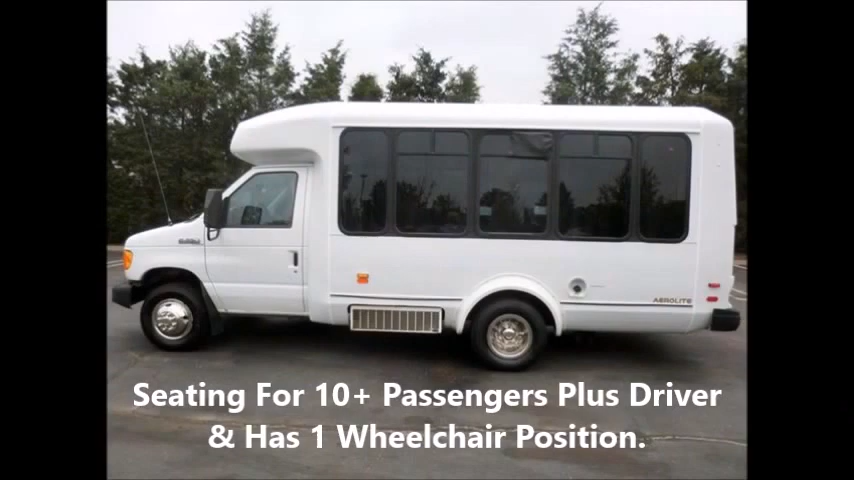 AEROLITE
Seating For 10+ Passengers Plus Driver
& Has 1 Wheelchair Position.